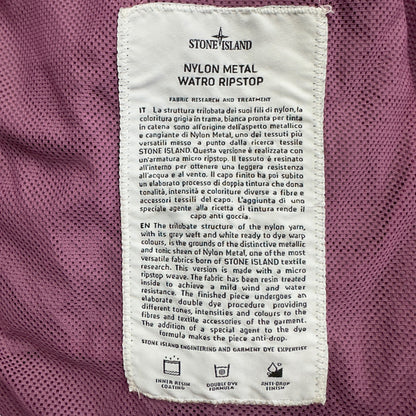 STONE ISLAND
NYLON METAL
WATRO RIPSTOP
FABRIC RESEARCH AND TREATMENT
IT La struttura trilobata dei suoi fili di nylon, la
coloritura grigia in trama, bianca pronta per tinta
in catena sono all'origine dell'aspetto metallico
e cangiante di Nylon Metal, uno dei tessuti più
versatili messo a punto dalla ricerca tessile
STONE ISLAND. Questa versione è realizzata con
un'armatura micro ripstop. Il tessuto è resinato
all'interno per ottenere una leggera resistenza
all'acqua e al vento. Il capo finito ha poi subito
un elaborato processo di doppia tintura che dona
tonalità, intensità e coloriture diverse a fibre e
accessori tessili del capo. L'aggiunta di uno
speciale agente alla ricetta di tintura rende il
capo anti goccia.
EN The trilobate structure of the nylon yarn,
with its grey weft and white ready to dye warp
colours, is the grounds of the distinctive metallic
and tonic sheen of Nylon Metal, one of the most
versatile fabrics born of STONE ISLAND textile
research. This version is made with a micro
ripstop weave. The fabric has been resin treated
inside to achieve a mild wind and water
resistance. The finished piece undergoes an
elaborate double dye procedure providing
different tones, intensities and colours to the
fibres and textile accessories of the garment.
The addition of a special agent to the dye
formula makes the piece anti-drop.
STONE ISLAND ENGINEERING AND GARMENT DYE EXPERTISE
INNER RESIN
COATING
DOUBLE DYE
FORMULA
ANTI-DROP
FINISH